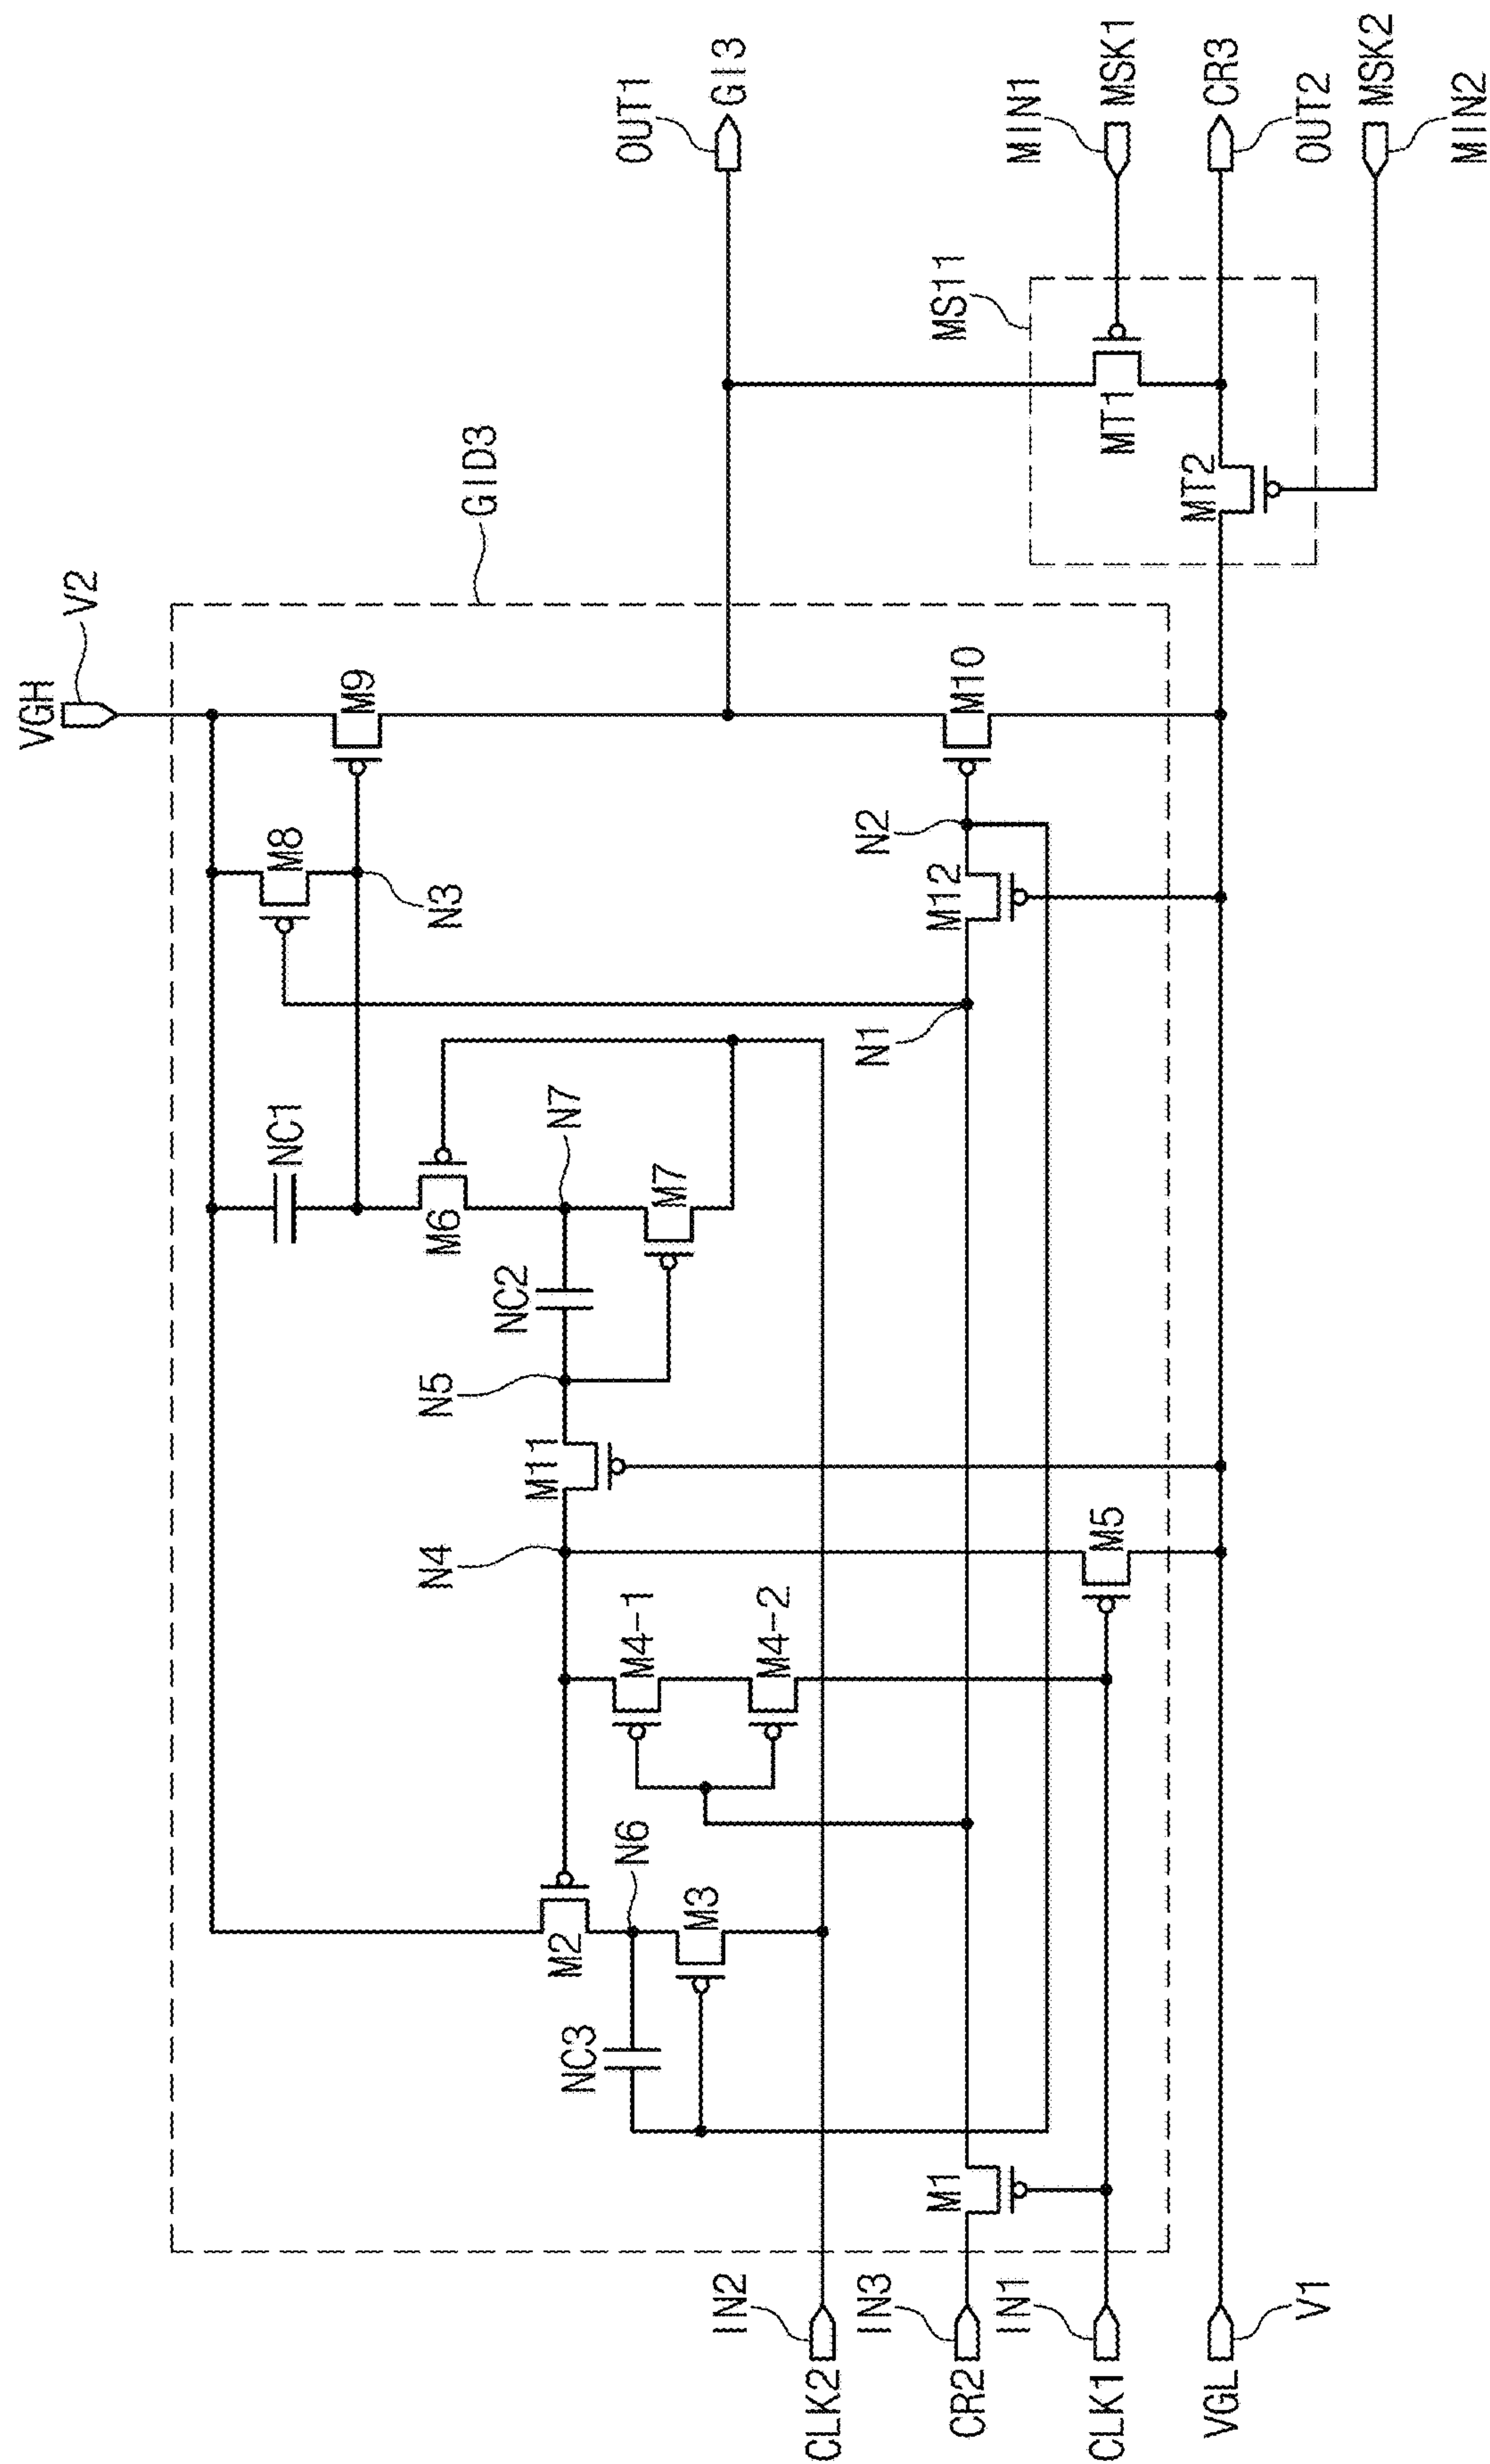 VGH
V2
GID3
OUT1
GI3
M8
M9
N3
NC1
M6
N7
NC2
M7
N5
M11
N4
M4-1
M4-2
M2
N6
M3
NC3
N1
N2
M12
M10
M5
M1
MS11
MIN1
MSK1
MT1
MT2
CR3
OUT2
MSK2
MIN2
IN2
CLK2
IN3
CR2
IN1
CLK1
VGL
V1